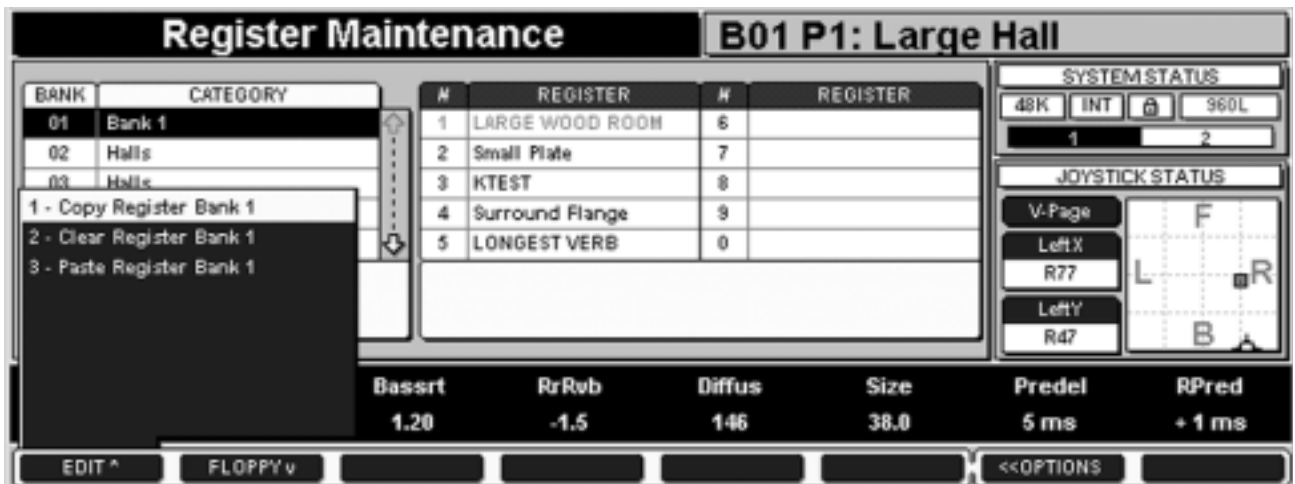 Register Maintenance
B01 P1: Large Hall
BANK CATEGORY
01 Bank 1
02 Halls
03 Halls
1 - Copy Register Bank 1
2 - Clear Register Bank 1
3 - Paste Register Bank 1
# REGISTER # REGISTER
1 LARGE WOOD ROOM 6
2 Small Plate 7
3 KTEST 8
4 Surround Flange 9
5 LONGEST VERB 0
SYSTEM STATUS
48K INT 960L
1 2
JOYSTICK STATUS
V-Page
LeftX
R77
LeftY
R47
F
L R
B
Bassrt RrRvb Diffus Size Predel RPred
1.20 -1.5 146 38.0 5 ms + 1 ms
EDIT ^ FLOPPY v <<OPTIONS